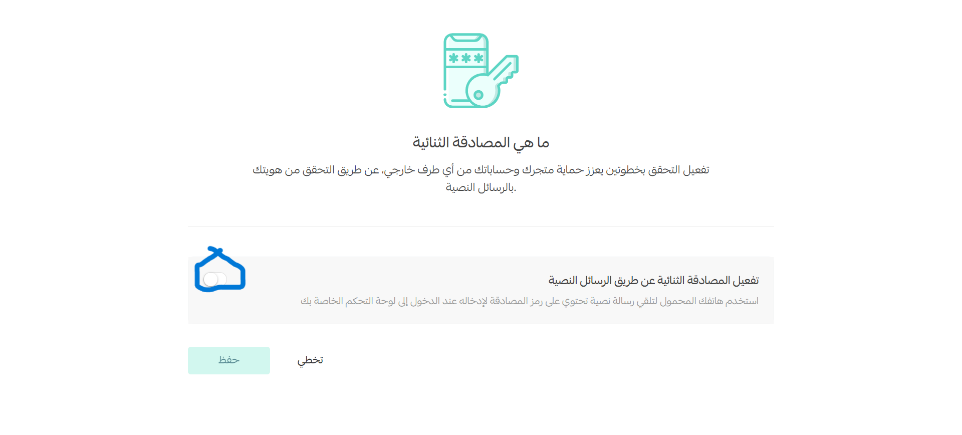 ***
ما هي المصادقة الثنائية
تفعيل التحقق بخطوتين يعزز حماية متجرك وحساباتك من أي طرف خارجي، عن طريق التحقق من هويتك
بالرسائل النصية.
تفعيل المصادقة الثنائية عن طريق الرسائل النصية
استخدم هاتفك المحمول لتلقي رسالة نصية تحتوي على رمز المصادقة لإدخاله عند الدخول إلى لوحة التحكم الخاصة بك
تخطي
حفظ